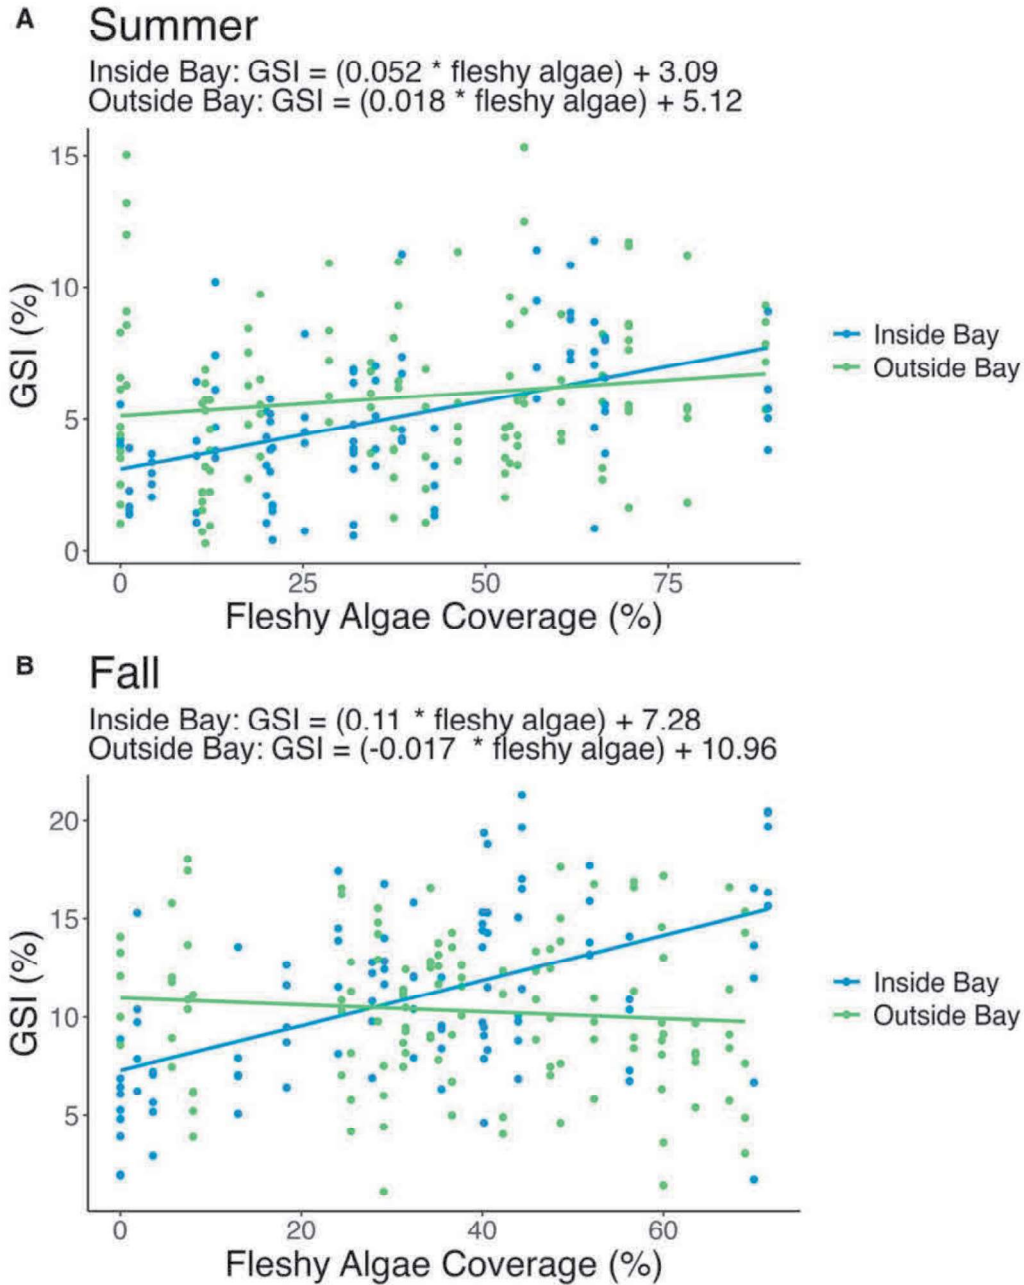 A
Summer
Inside Bay: GSI = (0.052 * fleshy algae) + 3.09
Outside Bay: GSI = (0.018 * fleshy algae) + 5.12
15
10
5
0
GSI (%)
0 25 50 75
Fleshy Algae Coverage (%)
Inside Bay
Outside Bay
B
Fall
Inside Bay: GSI = (0.11 * fleshy algae) + 7.28
Outside Bay: GSI = (-0.017 * fleshy algae) + 10.96
20
15
10
5
GSI (%)
0 20 40 60
Fleshy Algae Coverage (%)
Inside Bay
Outside Bay